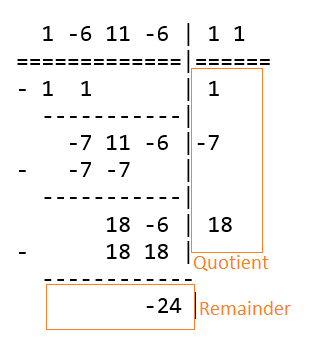 1 -6 11 -6 | 1 1
=============|======
- 1 1 | 1
-----------|
-7 11 -6 |-7
- -7 -7 |
-----------|
18 -6 | 18
- 18 18 |
Quotient
------------
-24 | Remainder